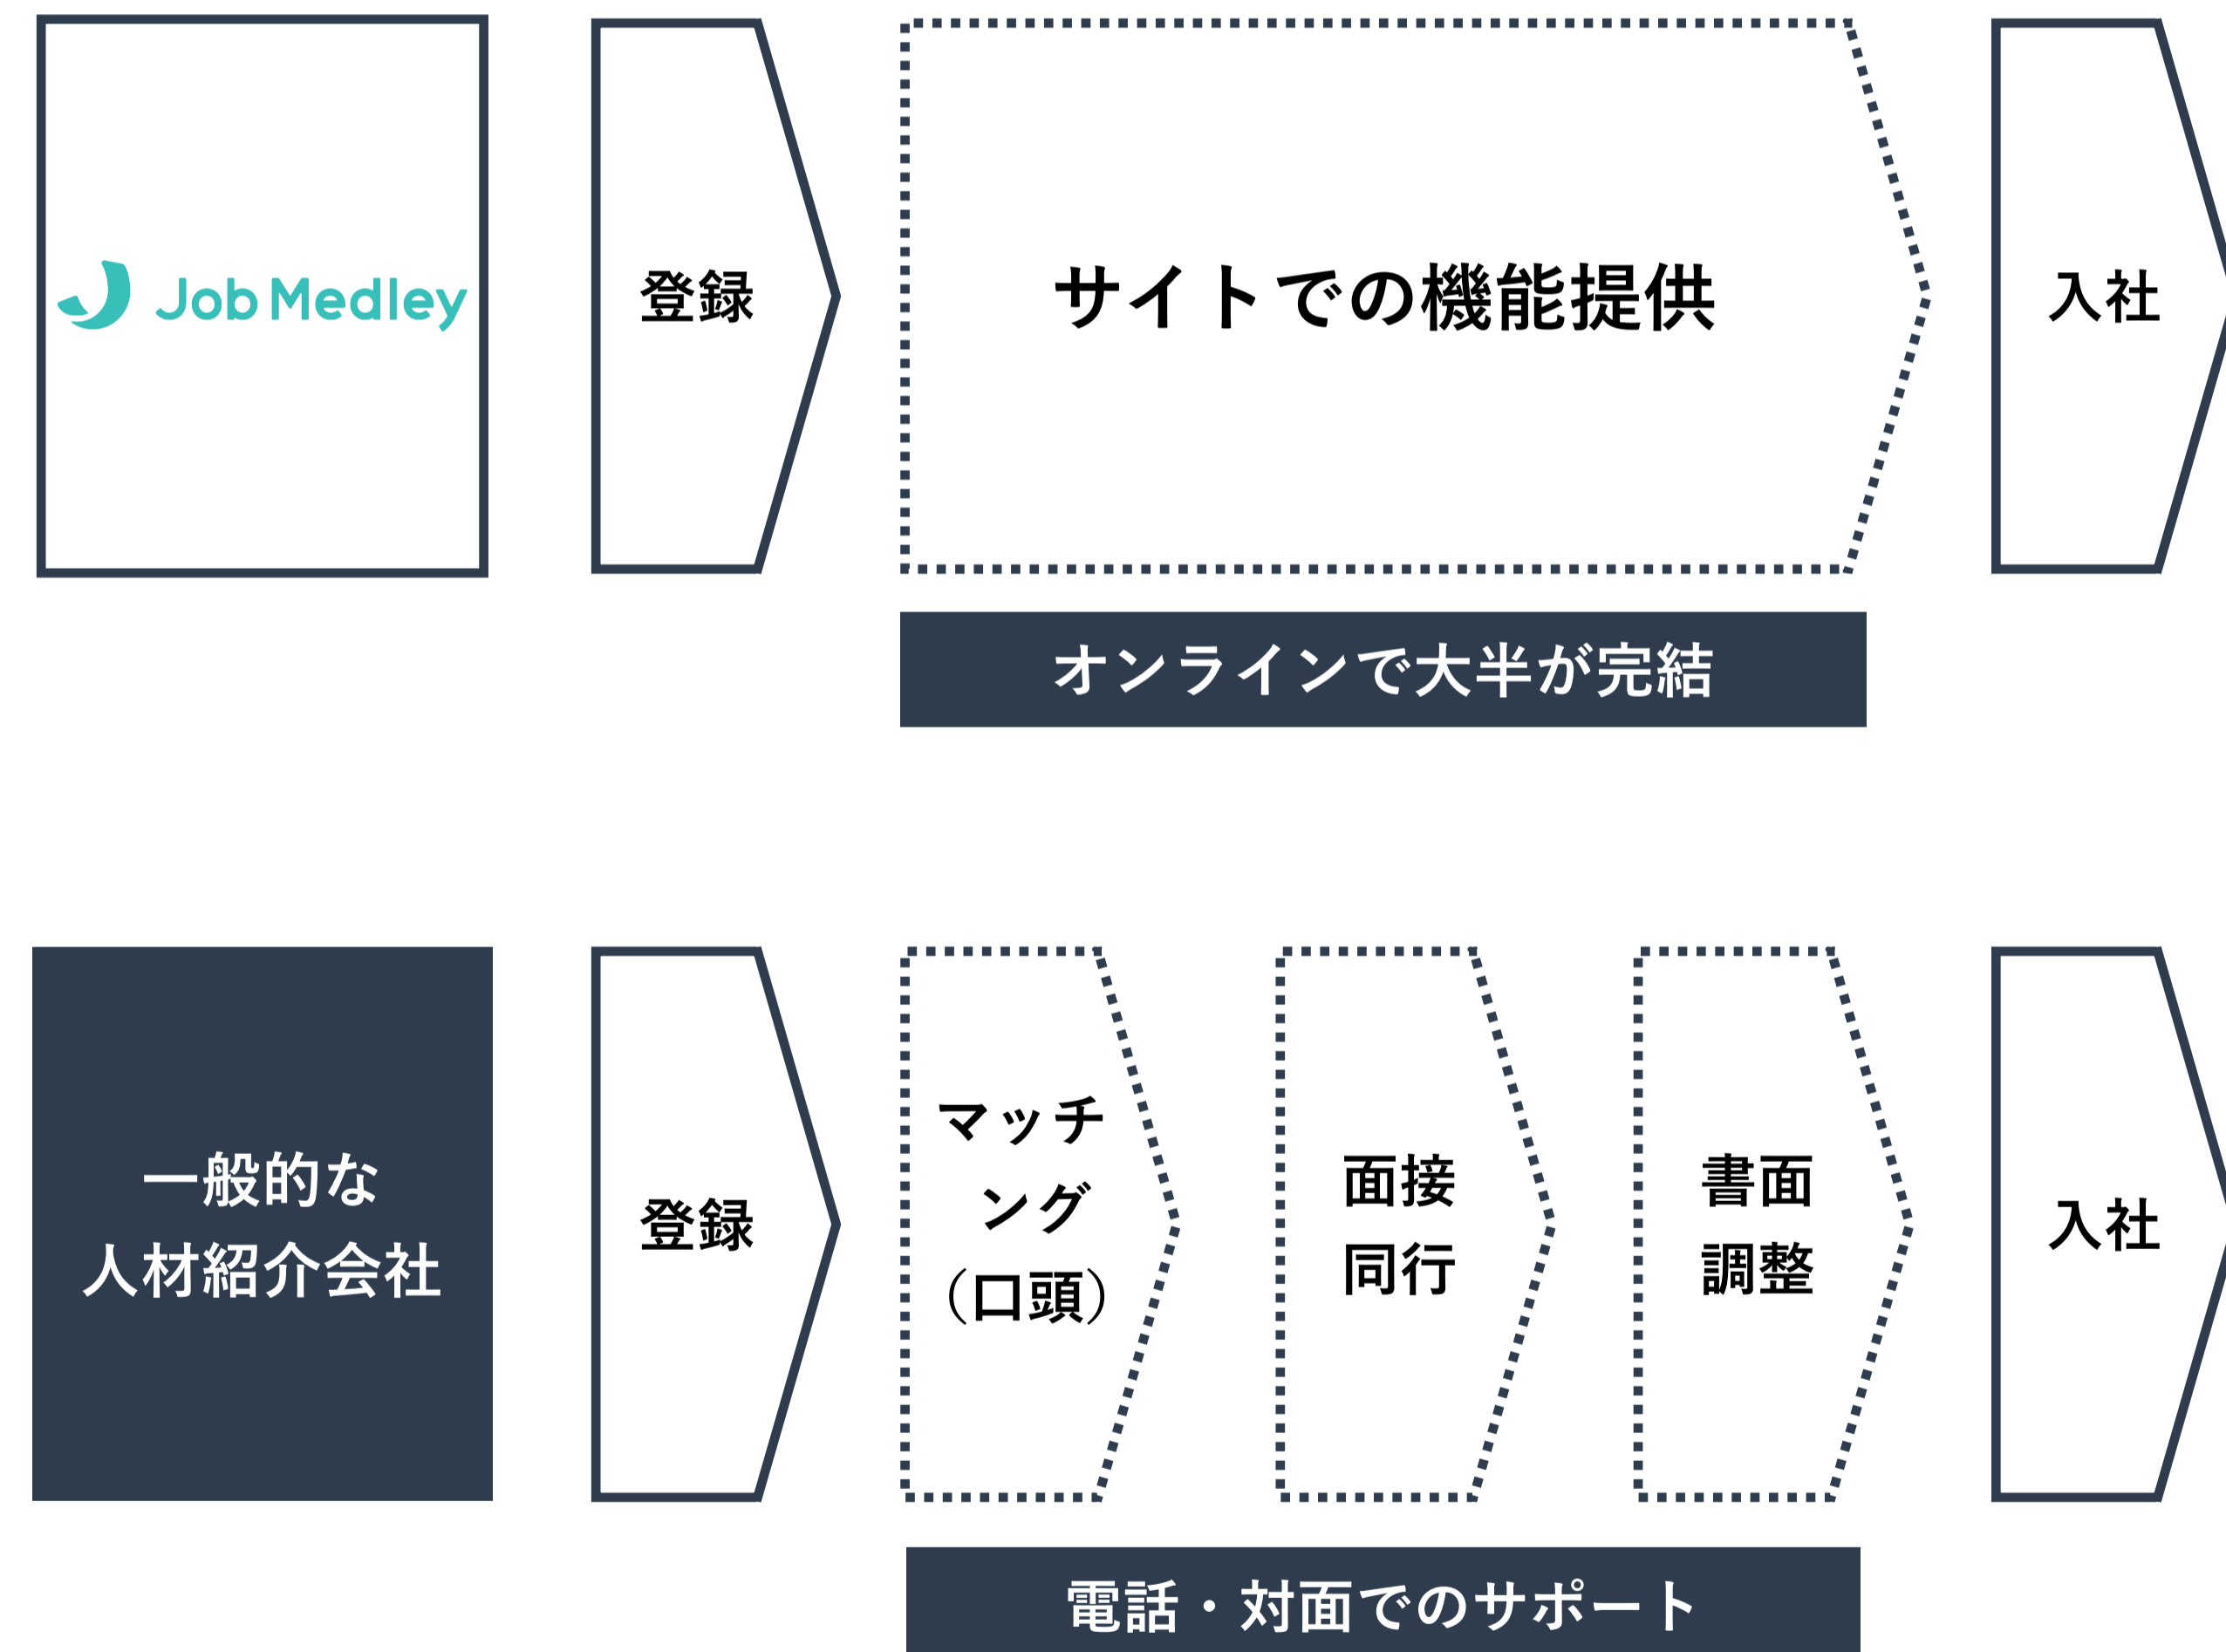 Job Medley
登録
サイトでの機能提供
入社
オンラインで大半が完結
一般的な
人材紹介会社
登録
マッチ
ング
(口説)
面接
同行
書面
調整
入社
電話・対面でのサポート